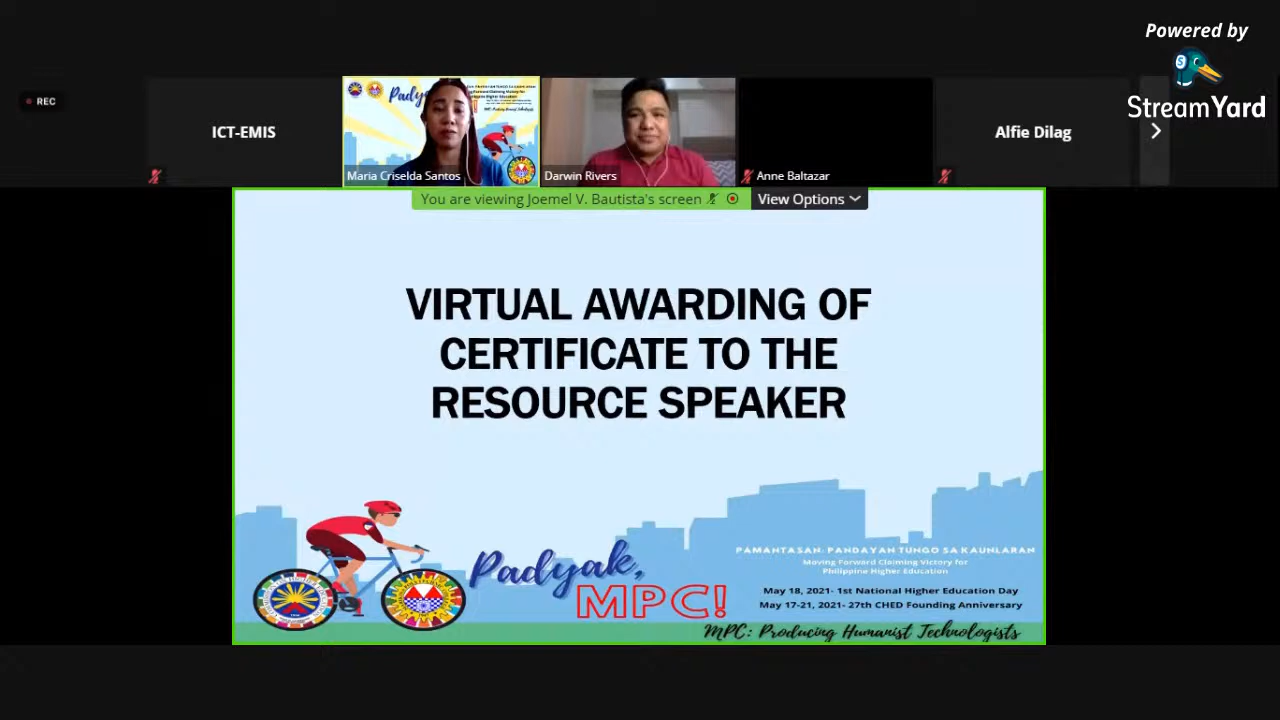 Powered by
StreamYard
REC
ICT-EMIS
Alfie Dilag
Padya
Maria Criselda Santos
Darwin Rivers
Anne Baltazar
You are viewing Joemel V. Bautista's screen
View Options
VIRTUAL AWARDING OF
CERTIFICATE TO THE
RESOURCE SPEAKER
Padyak,
MPC!
PAMANTASAN: PANDAYAN TUNGO SA KAUNLARAN
Moving Forward Claiming Victory for
Philippine Higher Education
May 18, 2021- 1st National Higher Education Day
May 17-21, 2021- 27th CHED Founding Anniversary
MPC: Producing Humanist Technologists